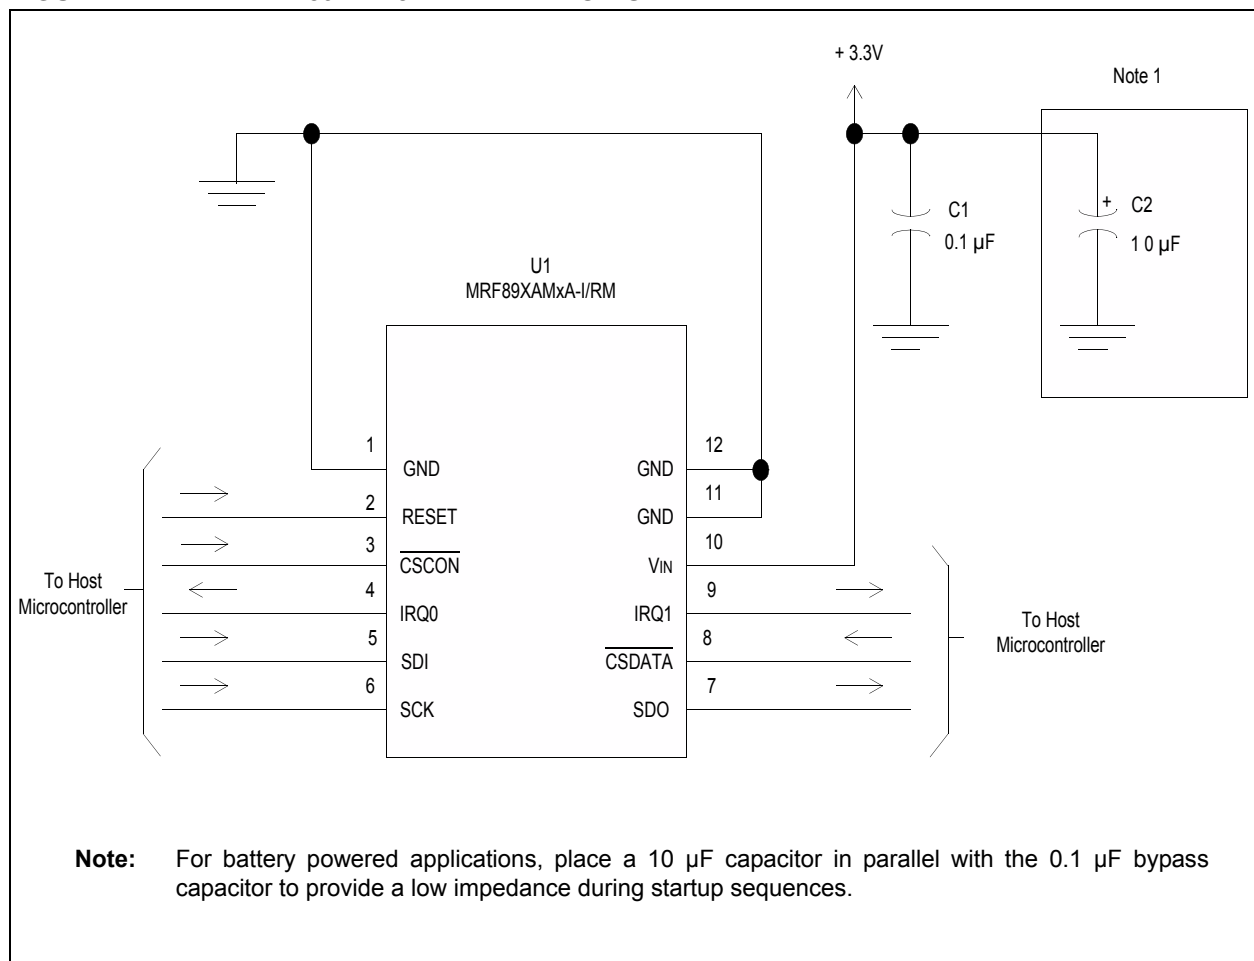 + 3.3V
Note 1
C1
0.1 µF
+
C2
1 0 µF
U1
MRF89XAMxA-I/RM
1
GND
2
RESET
3
CSCON
4
IRQ0
5
SDI
6
SCK
12
GND
11
GND
10
VIN
9
IRQ1
8
CSDATA
7
SDO
To Host
Microcontroller
To Host
Microcontroller
Note: For battery powered applications, place a 10 µF capacitor in parallel with the 0.1 µF bypass
capacitor to provide a low impedance during startup sequences.